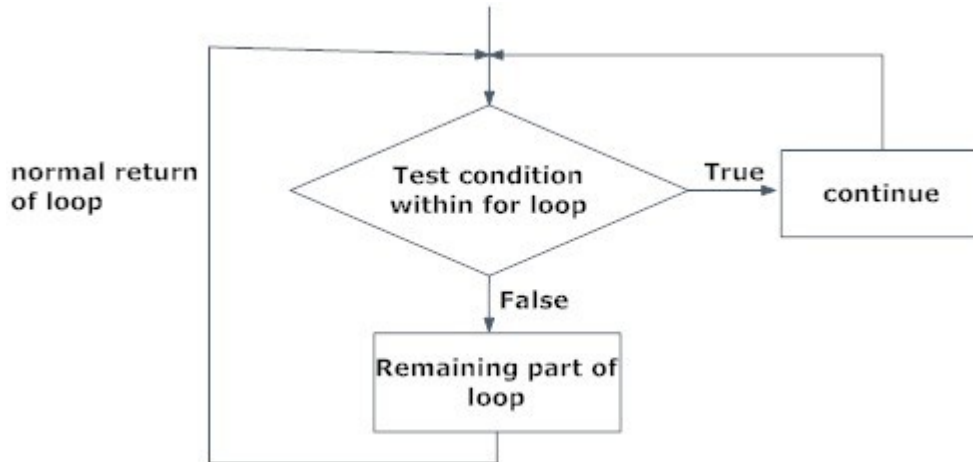 normal return
of loop
Test condition
within for loop
True
continue
False
Remaining part of
loop